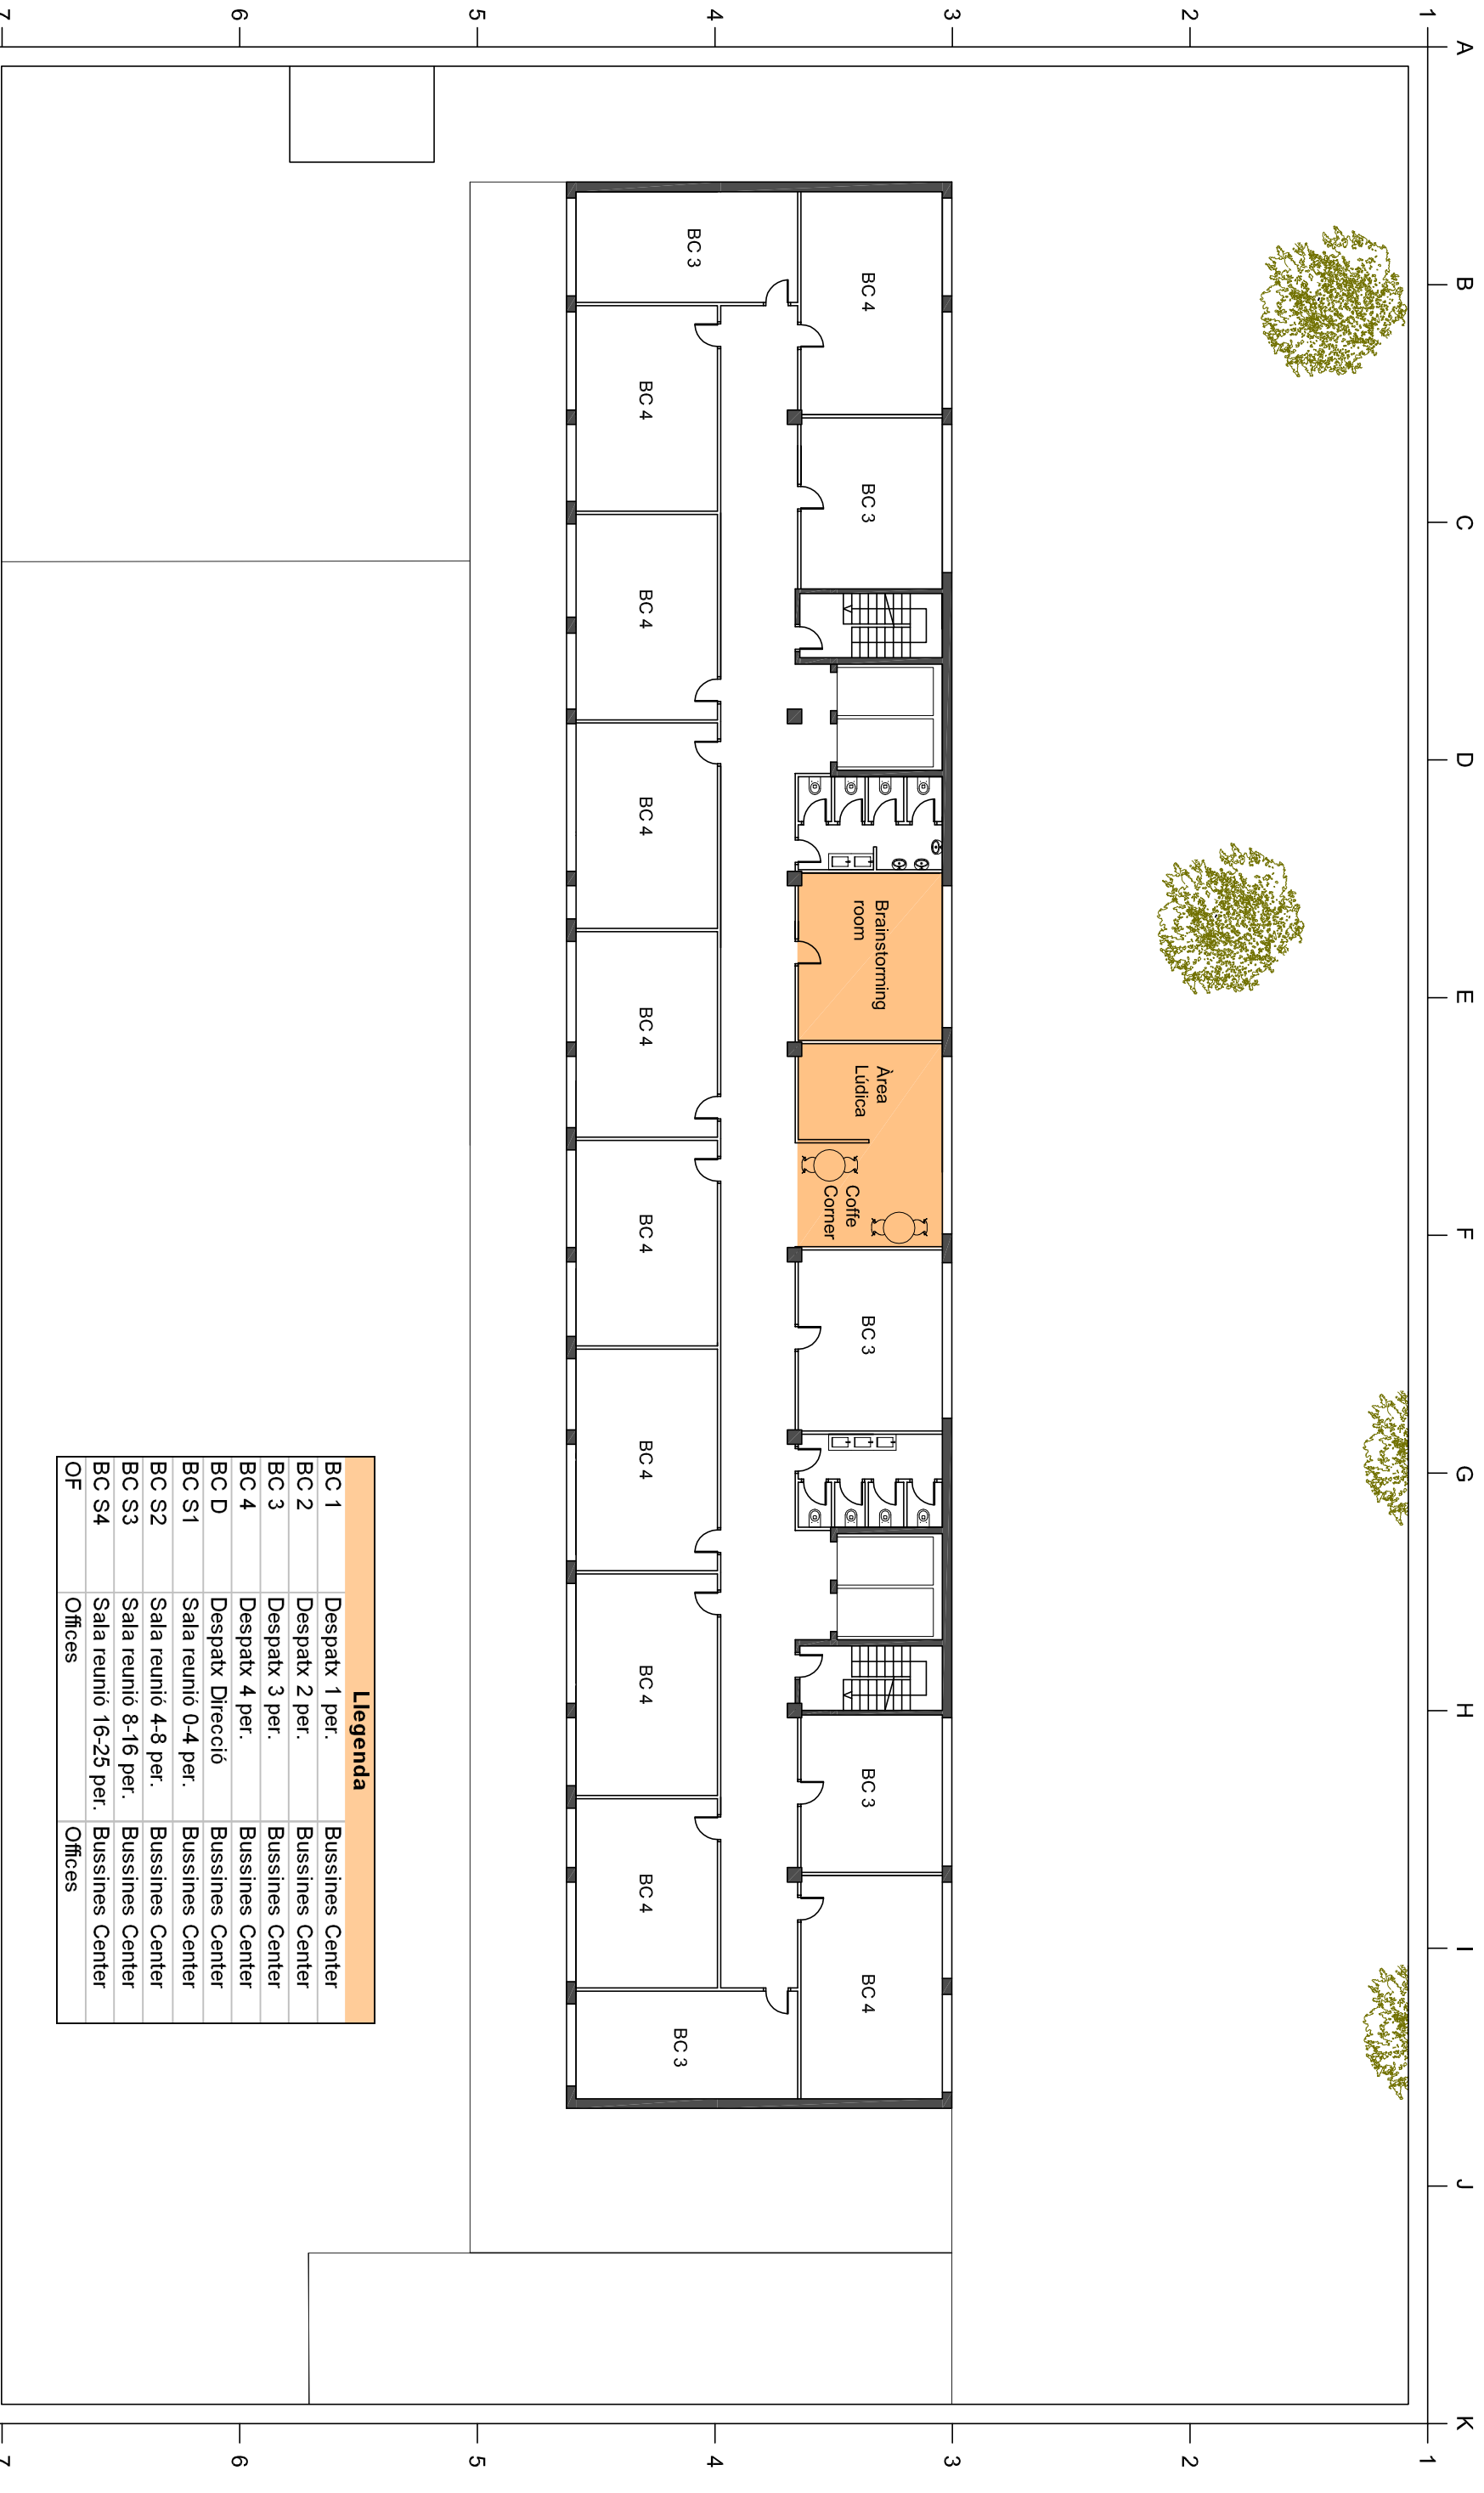 A B C D E F G H I J K
1 1
2 2
3 3
BC 4
BC 3
Brainstorming
room
Àrea
Lúdica
Coffe
Corner
BC 3
BC 3
BC 4
4 4
BC 3
BC 4
BC 4
BC 4
BC 4
BC 4
BC 4
BC 4
BC 4
BC 3
5 5
6 6
Llegenda
BC 1 Despatx 1 per. Bussines Center
BC 2 Despatx 2 per. Bussines Center
BC 3 Despatx 3 per. Bussines Center
BC 4 Despatx 4 per. Bussines Center
BC D Despatx Direcció Bussines Center
BC S1 Sala reunió 0-4 per. Bussines Center
BC S2 Sala reunió 4-8 per. Bussines Center
BC S3 Sala reunió 8-16 per. Bussines Center
BC S4 Sala reunió 16-25 per. Bussines Center
OF Offices Offices
7 7